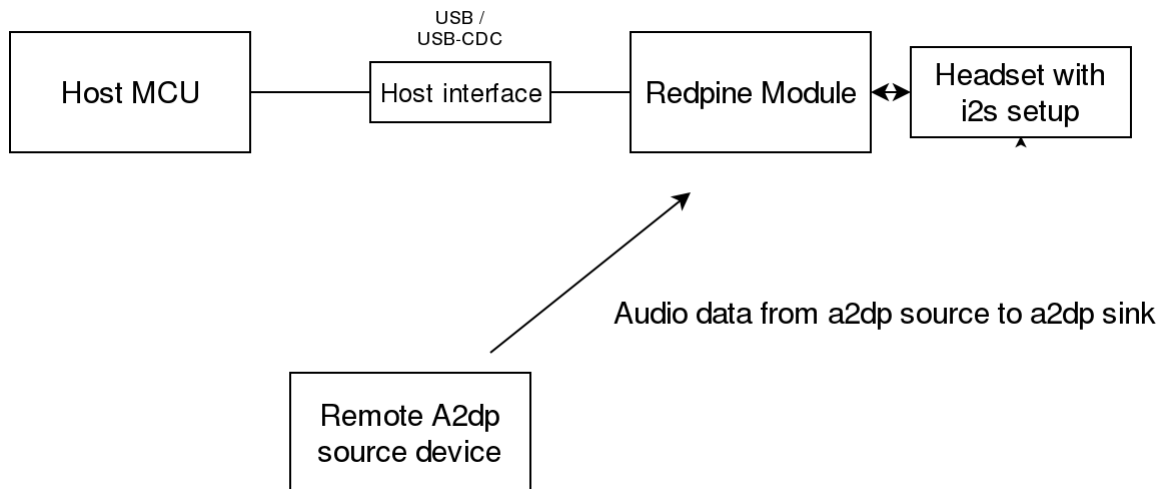 USB /
USB-CDC
Host MCU
Host interface
Redpine Module
Headset with
i2s setup
Audio data from a2dp source to a2dp sink
Remote A2dp
source device